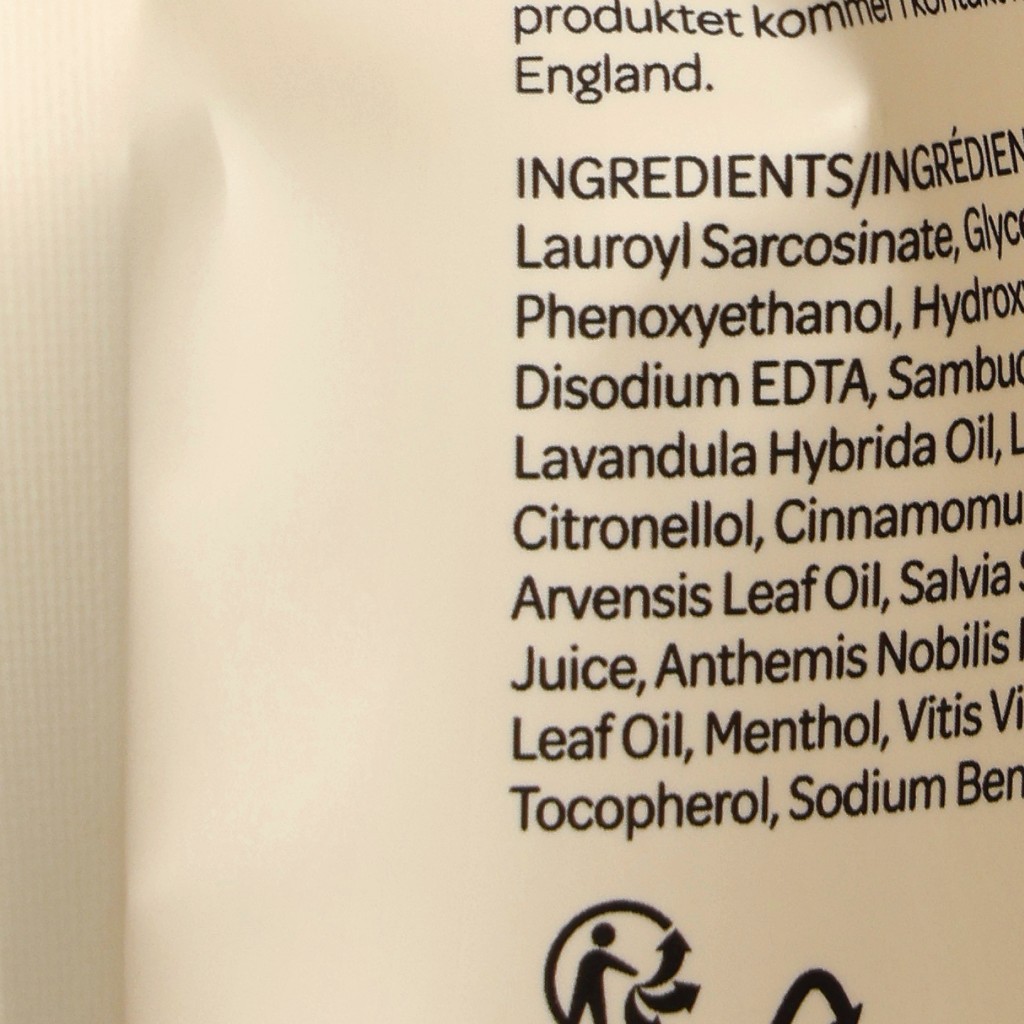 produktet kommer i kontakt
England.
INGREDIENTS/INGRÉDIEN
Lauroyl Sarcosinate, Glyce
Phenoxyethanol, Hydrox
Disodium EDTA, Sambuc
Lavandula Hybrida Oil, L
Citronellol, Cinnamomu
Arvensis Leaf Oil, Salvia S
Juice, Anthemis Nobilis
Leaf Oil, Menthol, Vitis Vi
Tocopherol, Sodium Ben